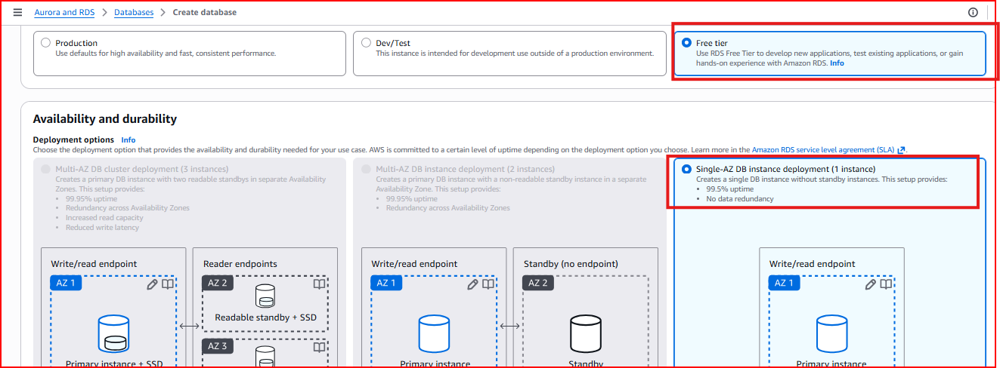 Aurora and RDS > Databases > Create database
Production
Use defaults for high availability and fast, consistent performance.
Dev/Test
This instance is intended for development use outside of a production environment.
Free tier
Use RDS Free Tier to develop new applications, test existing applications, or gain
hands-on experience with Amazon RDS. Info
Availability and durability
Deployment options Info
Choose the deployment option that provides the availability and durability needed for your use case. AWS is committed to a certain level of uptime depending on the deployment option you choose. Learn more in the Amazon RDS service level agreement (SLA).
Multi-AZ DB cluster deployment (3 instances)
Creates a primary DB instance with two readable standbys in separate Availability
Zones. This setup provides:
• 99.95% uptime
• Redundancy across Availability Zones
• Increased read capacity
• Reduced write latency
Write/read endpoint
AZ 1
Primary instance + SSD
Reader endpoints
AZ 2
Readable standby + SSD
AZ 3
Multi-AZ DB instance deployment (2 instances)
Creates a primary DB instance with a non-readable standby instance in a separate
Availability Zone. This setup provides:
• 99.95% uptime
• Redundancy across Availability Zones
Write/read endpoint
AZ 1
Primary instance
Standby (no endpoint)
AZ 2
Standby
Single-AZ DB instance deployment (1 instance)
Creates a single DB instance without standby instances. This setup provides:
• 99.5% uptime
• No data redundancy
Write/read endpoint
AZ 1
Primary instance